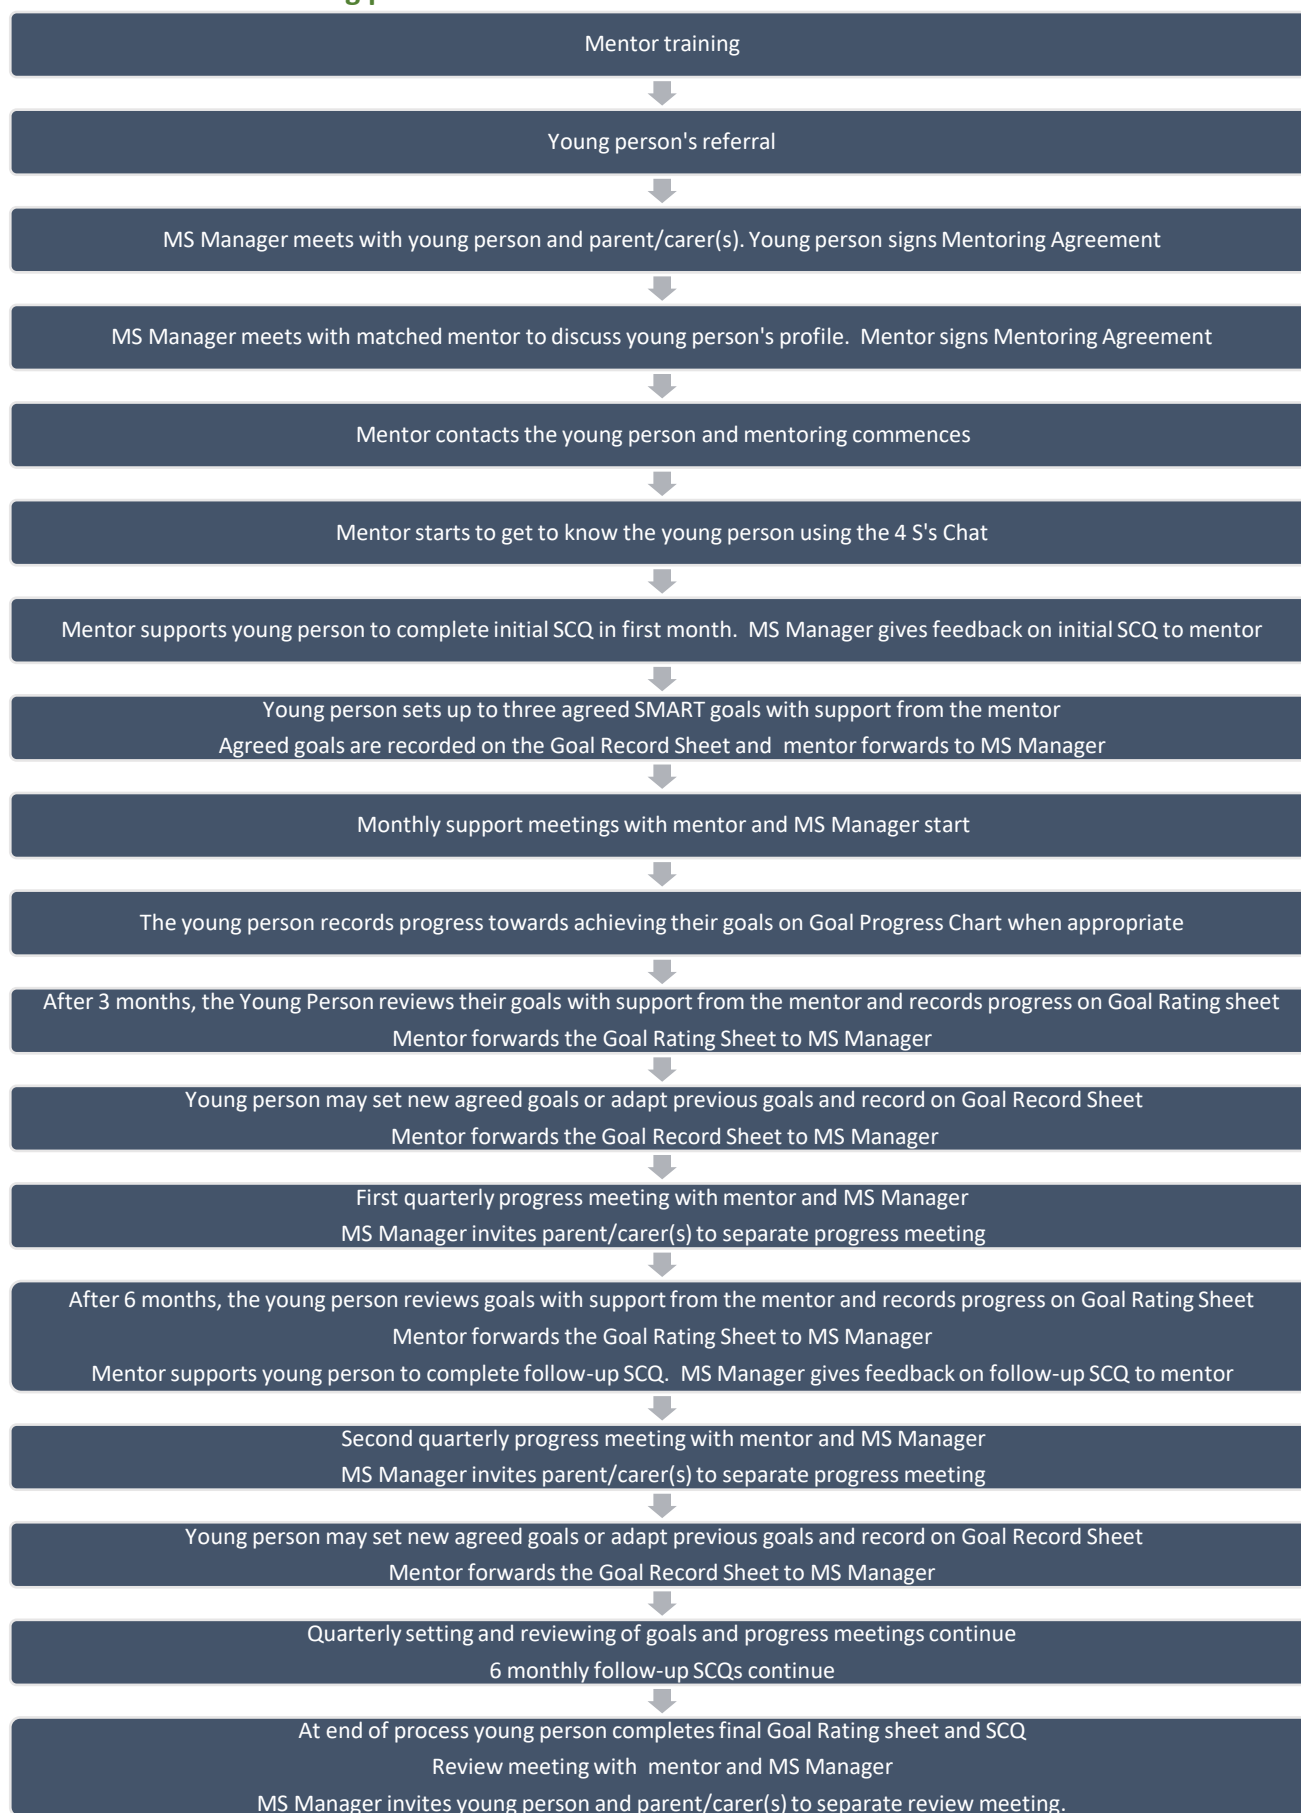 Mentor training
Young person's referral
MS Manager meets with young person and parent/carer(s). Young person signs Mentoring Agreement
MS Manager meets with matched mentor to discuss young person's profile.  Mentor signs Mentoring Agreement
Mentor contacts the young person and mentoring commences
Mentor starts to get to know the young person using the 4 S's Chat
Mentor supports young person to complete initial SCQ in first month.  MS Manager gives feedback on initial SCQ to mentor
Young person sets up to three agreed SMART goals with support from the mentor
Agreed goals are recorded on the Goal Record Sheet and  mentor forwards to MS Manager
Monthly support meetings with mentor and MS Manager start
The young person records progress towards achieving their goals on Goal Progress Chart when appropriate
After 3 months, the Young Person reviews their goals with support from the mentor and records progress on Goal Rating sheet
Mentor forwards the Goal Rating Sheet to MS Manager
Young person may set new agreed goals or adapt previous goals and record on Goal Record Sheet
Mentor forwards the Goal Record Sheet to MS Manager
First quarterly progress meeting with mentor and MS Manager
MS Manager invites parent/carer(s) to separate progress meeting
After 6 months, the young person reviews goals with support from the mentor and records progress on Goal Rating Sheet
Mentor forwards the Goal Rating Sheet to MS Manager
Mentor supports young person to complete follow-up SCQ.  MS Manager gives feedback on follow-up SCQ to mentor
Second quarterly progress meeting with mentor and MS Manager
MS Manager invites parent/carer(s) to separate progress meeting
Young person may set new agreed goals or adapt previous goals and record on Goal Record Sheet
Mentor forwards the Goal Record Sheet to MS Manager
Quarterly setting and reviewing of goals and progress meetings continue
6 monthly follow-up SCQs continue
At end of process young person completes final Goal Rating sheet and SCQ
Review meeting with  mentor and MS Manager
MS Manager invites young person and parent/carer(s) to separate review meeting.